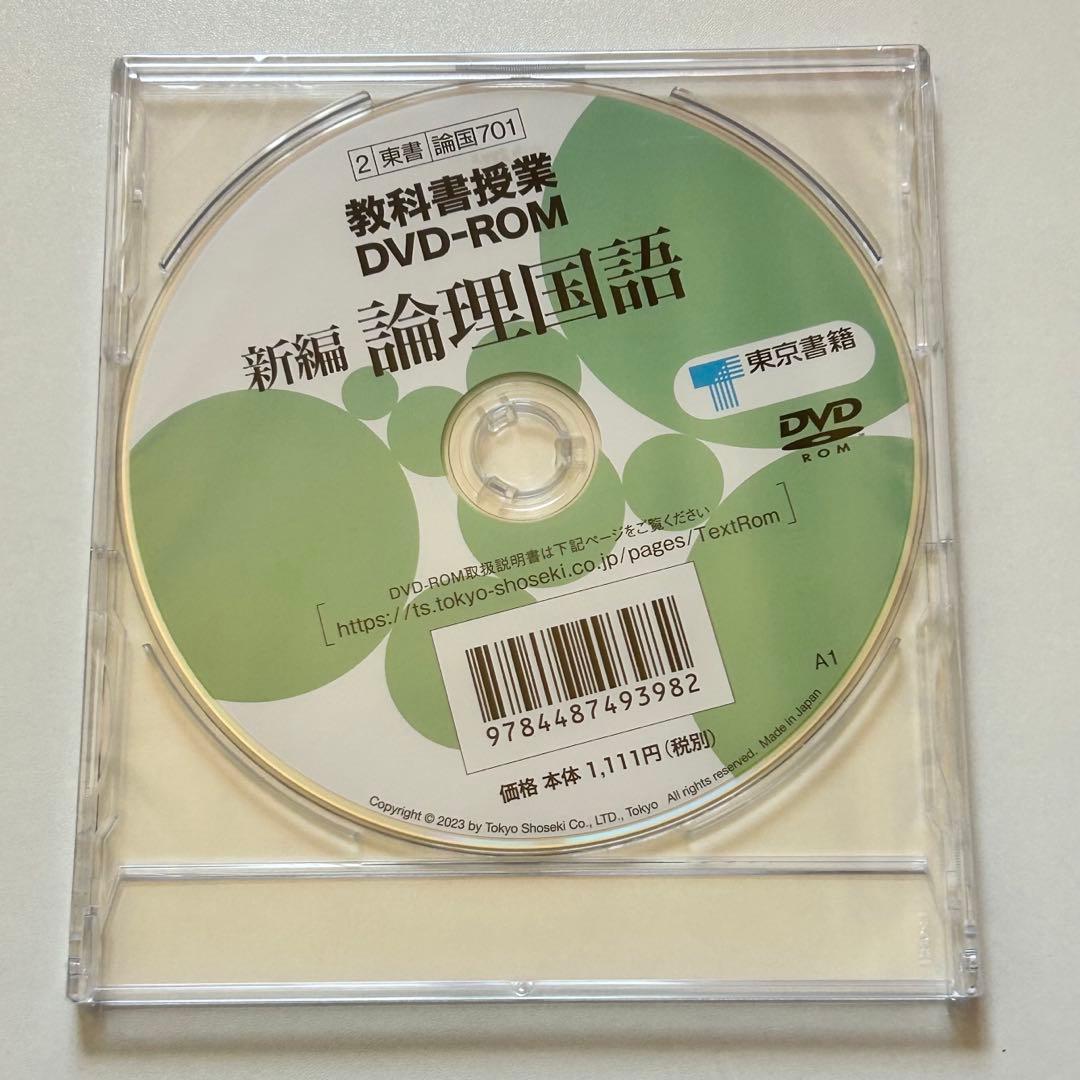 2 東書 論国701
教科書授業
DVD-ROM
新編 論理国語
東京書籍
DVD
ROM
DVD-ROM取扱説明書は下記ページをご覧ください
[https://ts.tokyo-shoseki.co.jp/pages/TextRom]
9784487493982
価格 本体 1,111円(税別)
A1
Copyright © 2023 by Tokyo Shoseki Co., LTD., Tokyo All rights reserved. Made in Japan